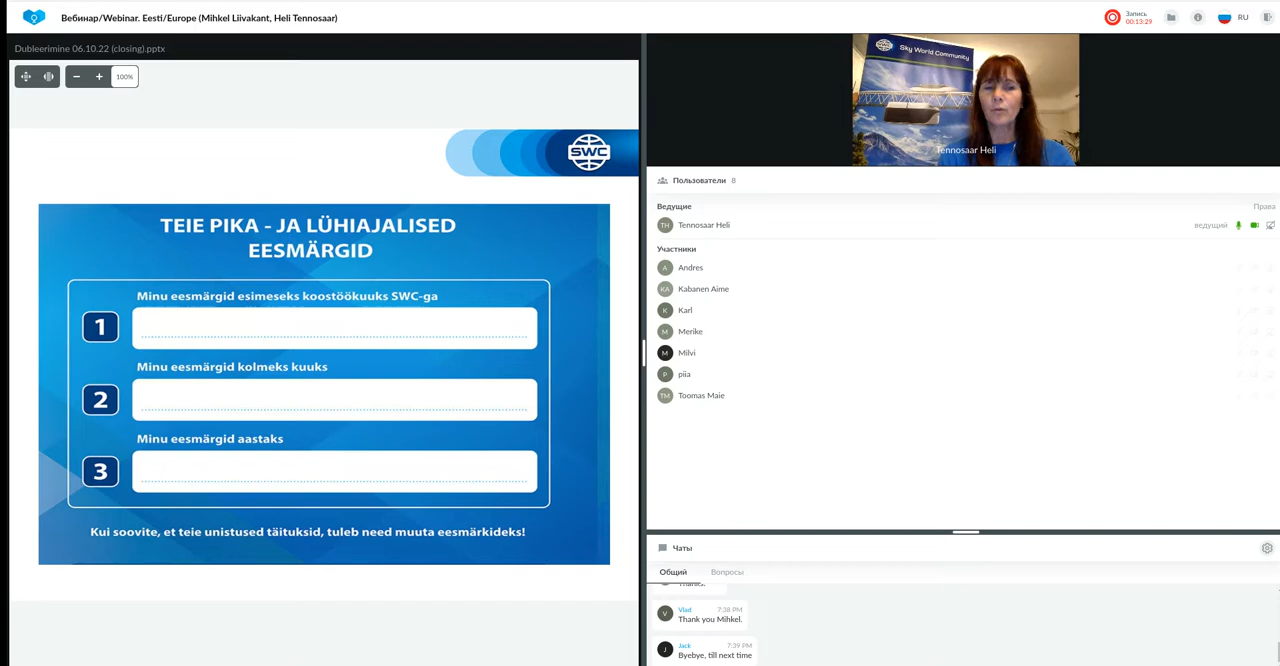 Вебинар/Webinar. Eesti/Europe (Mihkel Liivakant, Heli Tennosaar)
Запись
00:13:29
RU
Dubleerimine 06.10.22 (closing).pptx
100%
SWC
TEIE PIKA - JA LÜHIAJALISED
EESMÄRGID
Minu eesmärgid esimeseks koostöökuuks SWC-ga
1
Minu eesmärgid kolmeks kuuks
2
Minu eesmärgid aastaks
3
Kui soovite, et teie unistused täituksid, tuleb need muuta eesmärkideks!
SWC
Sky World Community
Tennosaar Heli
Пользователи 8
Ведущие
Права
TH Tennosaar Heli ведущий
Участники
A Andres
KA Kabanen Aime
K Karl
M Merike
M Milvi
P piia
TM Toomas Maie
Чаты
Общий Вопросы
Thanks.
V Vlad 7:38 PM
Thank you Mihkel.
J Jack 7:39 PM
Byebye, till next time